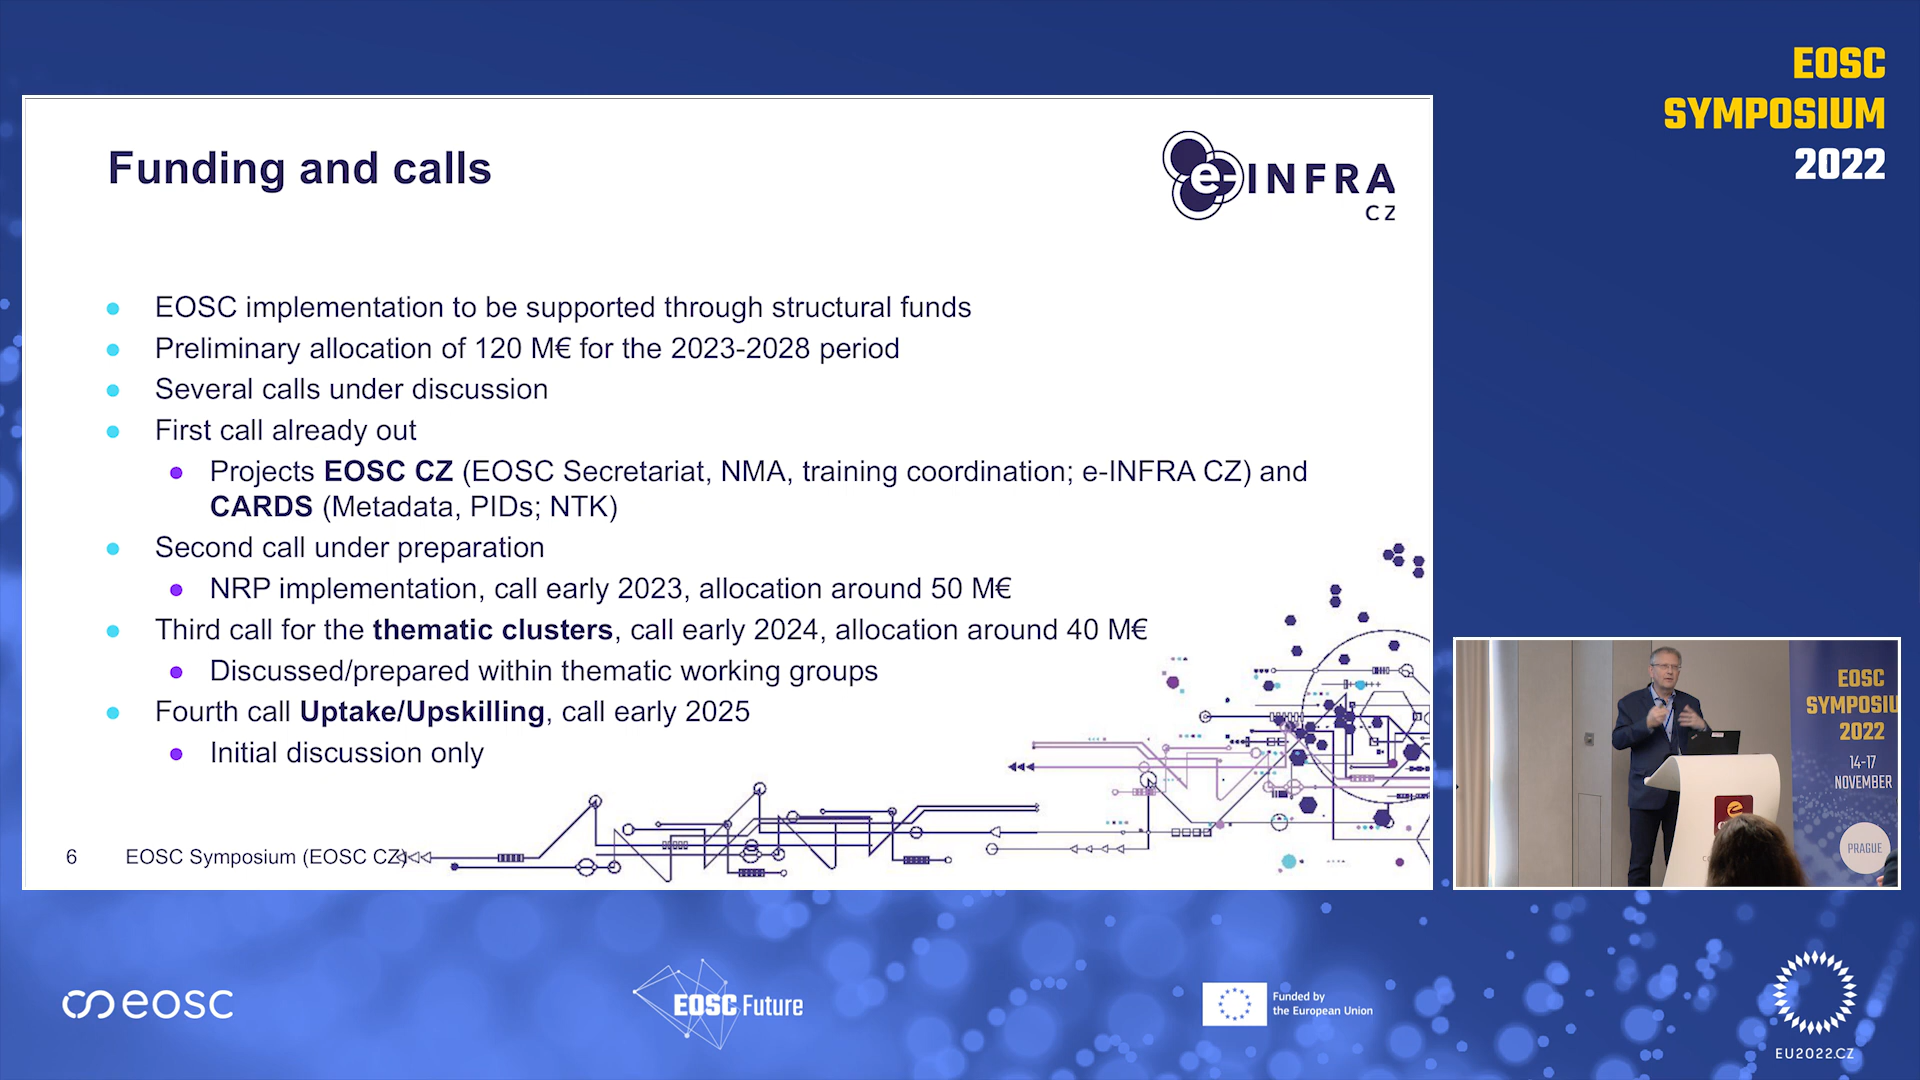 EOSC
SYMPOSIUM
2022
Funding and calls
e-INFRA
CZ
EOSC implementation to be supported through structural funds
Preliminary allocation of 120 M€ for the 2023-2028 period
Several calls under discussion
First call already out
Projects EOSC CZ (EOSC Secretariat, NMA, training coordination; e-INFRA CZ) and
CARDS (Metadata, PIDs; NTK)
Second call under preparation
NRP implementation, call early 2023, allocation around 50 M€
Third call for the thematic clusters, call early 2024, allocation around 40 M€
Discussed/prepared within thematic working groups
Fourth call Uptake/Upskilling, call early 2025
Initial discussion only
6 EOSC Symposium (EOSC CZ)
EOSC
SYMPOSIU
2022
14-17
NOVEMBER
PRAGUE
eosc
EOSC Future
Funded by
the European Union
EU2022.CZ